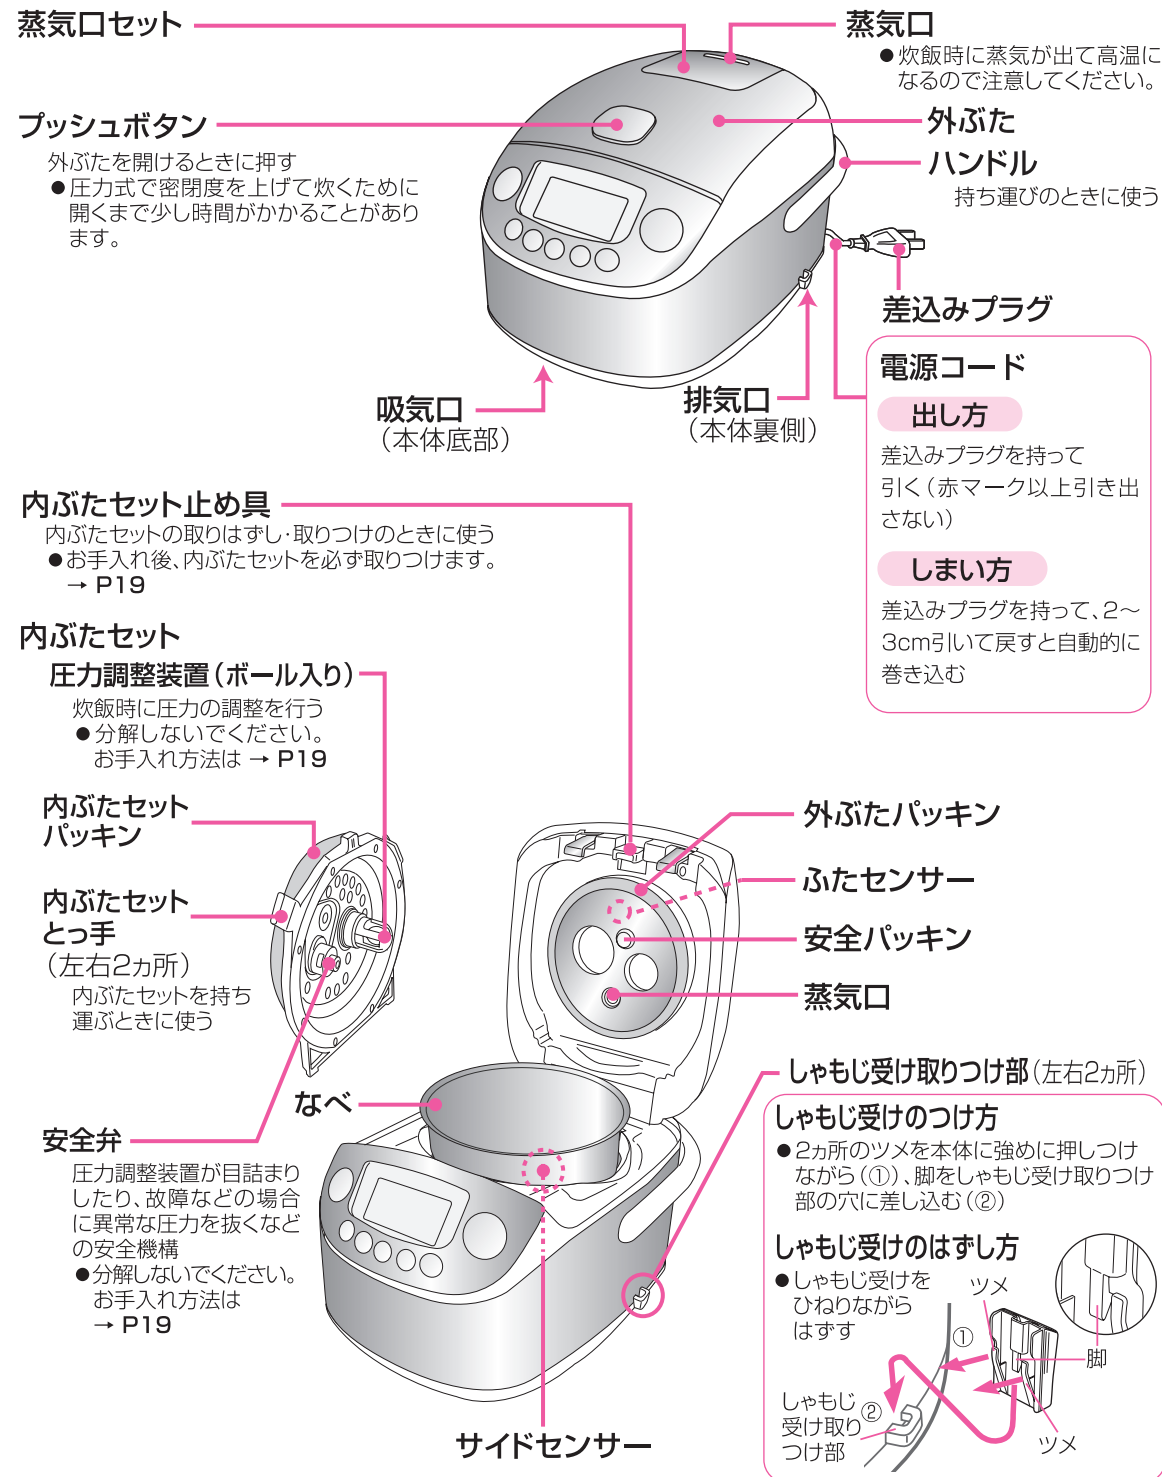 蒸気口セット
蒸気口
●炊飯時に蒸気が出て高温に
なるので注意してください。
プッシュボタン
外ぶたを開けるときに押す
●圧力式で密閉度を上げて炊くために
開くまで少し時間がかかることがあり
ます。
外ぶた
ハンドル
持ち運びのときに使う
差込みプラグ
電源コード
出し方
差込みプラグを持って
引く（赤マーク以上引き出
さない）
しまい方
差込みプラグを持って、2〜
3cm引いて戻すと自動的に
巻き込む
吸気口
（本体底部）
排気口
（本体裏側）
内ぶたセット止め具
内ぶたセットの取りはずし・取りつけのときに使う
●お手入れ後、内ぶたセットを必ず取りつけます。
→ P19
内ぶたセット
圧力調整装置（ボール入り）
炊飯時に圧力の調整を行う
●分解しないでください。
お手入れ方法は → P19
内ぶたセット
パッキン
内ぶたセット
とっ手
（左右2ヵ所）
内ぶたセットを持ち
運ぶときに使う
外ぶたパッキン
ふたセンサー
安全パッキン
蒸気口
なべ
安全弁
圧力調整装置が目詰まり
したり、故障などの場合
に異常な圧力を抜くなど
の安全機構
●分解しないでください。
お手入れ方法は
→ P19
サイドセンサー
しゃもじ受け取りつけ部（左右2ヵ所）
しゃもじ受けのつけ方
●2ヵ所のツメを本体に強めに押しつけ
ながら（①）、脚をしゃもじ受け取りつけ
部の穴に差し込む（②）
しゃもじ受けのはずし方
●しゃもじ受けを
ひねりながら
はずす
ツメ
①
脚
しゃもじ
受け取り
つけ部
②
ツメ